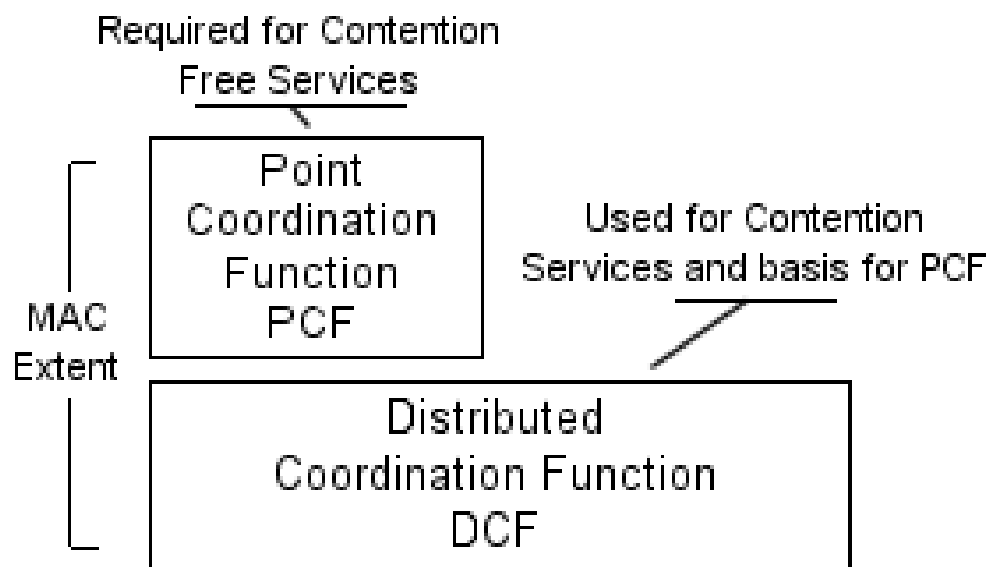 Required for Contention
Free Services
Point
Coordination
Function
PCF
Used for Contention
Services and basis for PCF
MAC
Extent
Distributed
Coordination Function
DCF